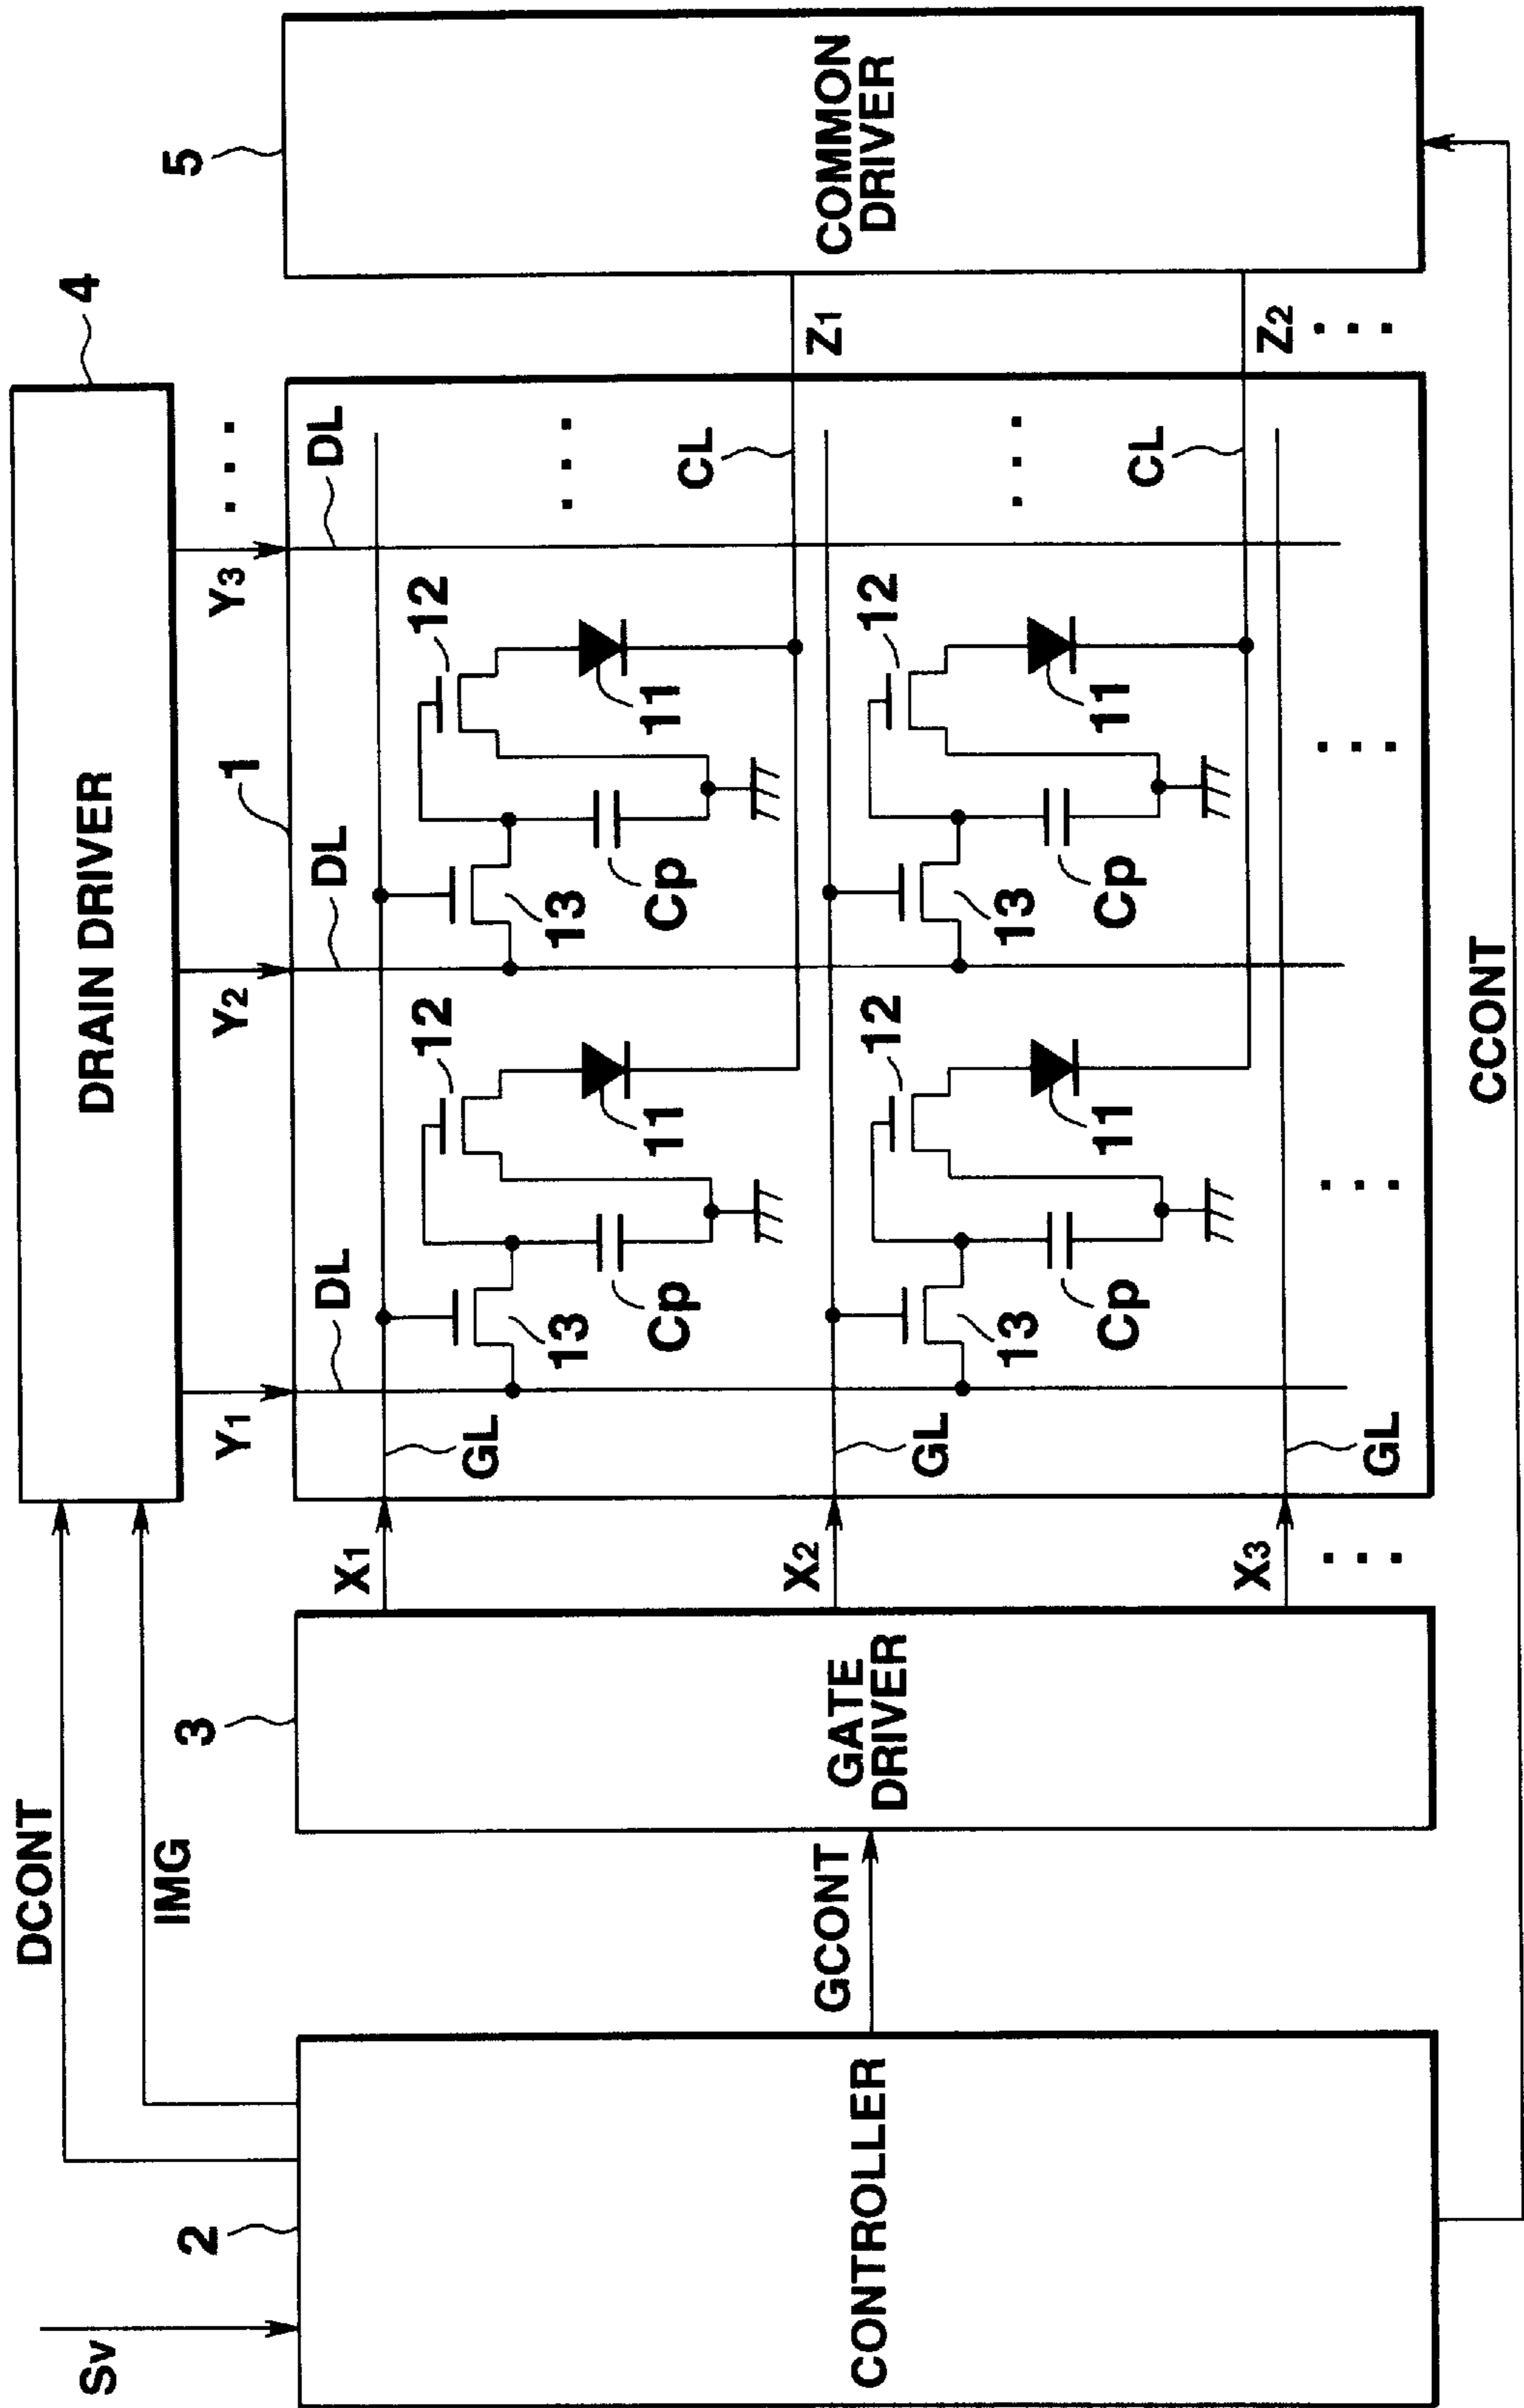 Sv
2
CONTROLLER
DCONT
IMG
GCONT
CCONT
3
GATE
DRIVER
X1
X2
X3
DRAIN DRIVER
4
Y1
Y2
Y3
1
DL
DL
DL
GL
GL
GL
13
Cp
12
11
13
Cp
12
11
13
Cp
12
11
13
Cp
12
11
CL
CL
Z1
Z2
5
COMMON
DRIVER